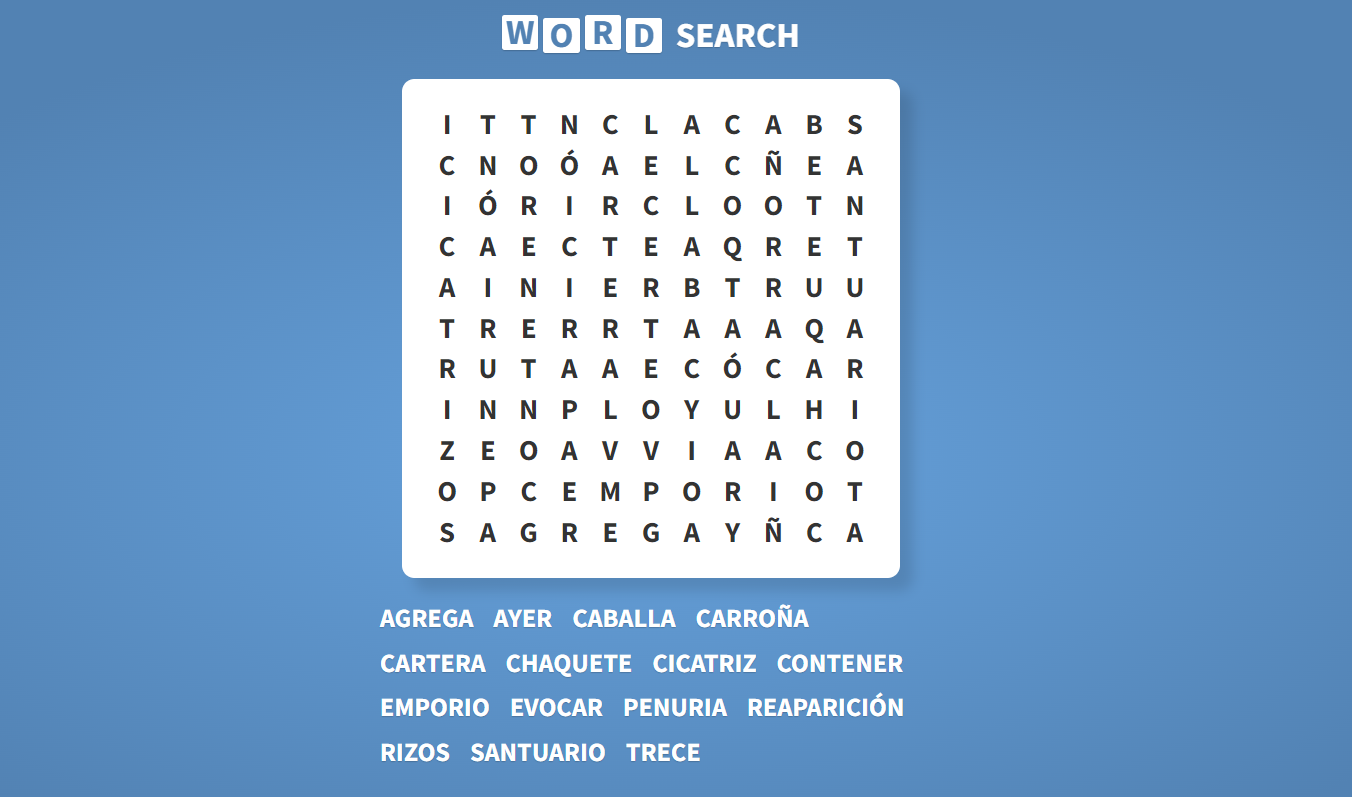 WORD SEARCH
I T T N C L A C A B S
C N O Ó A E L C Ñ E A
I Ó R I R C L O O T N
C A E C T E A Q R E T
A I N I E R B T R U U
T R E R R T A A A Q A
R U T A A E C Ó C A R
I N N P L O Y U L H I
Z E O A V V I A A C O
O P C E M P O R I O T
S A G R E G A Y Ñ C A
AGREGA AYER CABALLA CARROÑA
CARTERA CHAQUETE CICATRIZ CONTENER
EMPORIO EVOCAR PENURIA REAPARICIÓN
RIZOS SANTUARIO TRECE